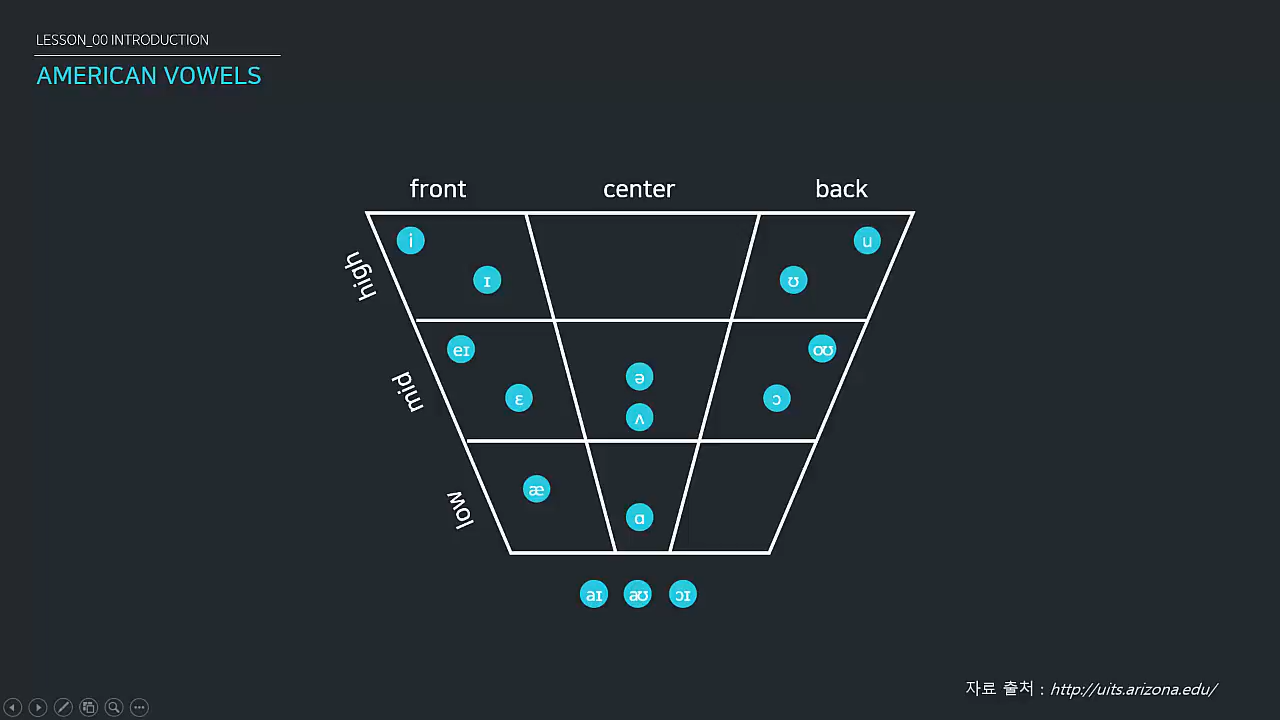 LESSON_00 INTRODUCTION
AMERICAN VOWELS
front center back
high
i u
ɪ ʊ
mid
eɪ oʊ
ə
ɛ ɔ
ʌ
low
æ
ɑ
aɪ aʊ ɔɪ
자료 출처 : http://uits.arizona.edu/